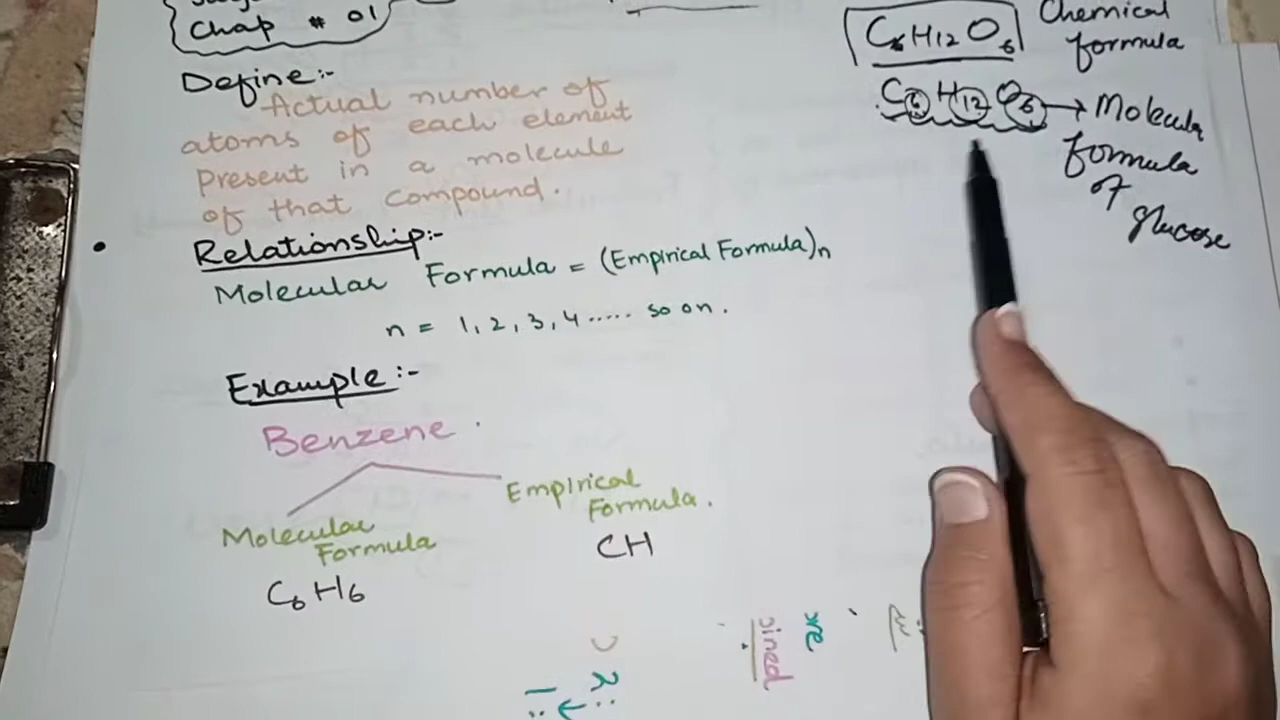 Chap # 01
Define:-
Actual number of
atoms of each element
Present in a molecule
of that compound.
Relationship:-
Molecular Formula = (Empirical Formula)n
n = 1, 2, 3, 4 ..... so on.
Example:-
Benzene.
Molecular
Formula
C6H6
Empirical
Formula.
CH
C6H12O6
Chemical
formula
C6H12O6 → Molecula
formula
of
glucose